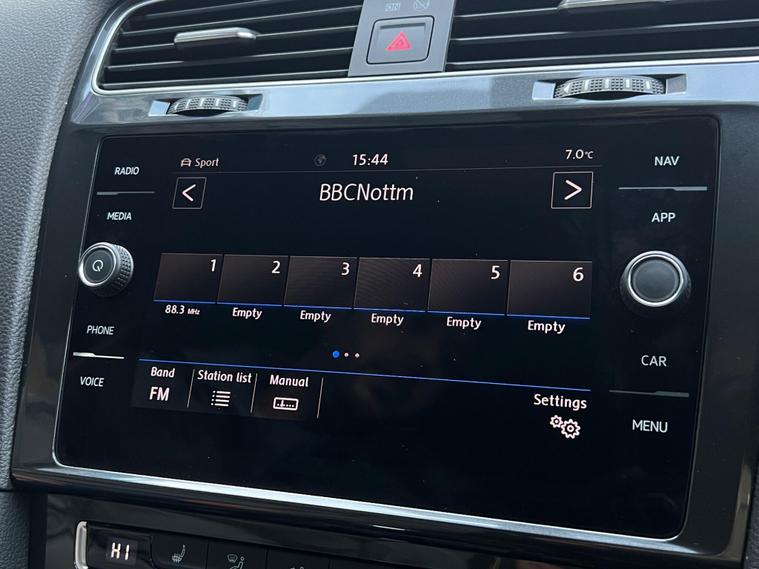 RADIO
MEDIA
PHONE
VOICE
Sport
15:44
7.0°C
BBCNottm
1
2
3
4
5
6
88.3 MHz
Empty
Empty
Empty
Empty
Empty
Band
FM
Station list
Manual
Settings
NAV
APP
CAR
MENU
HI